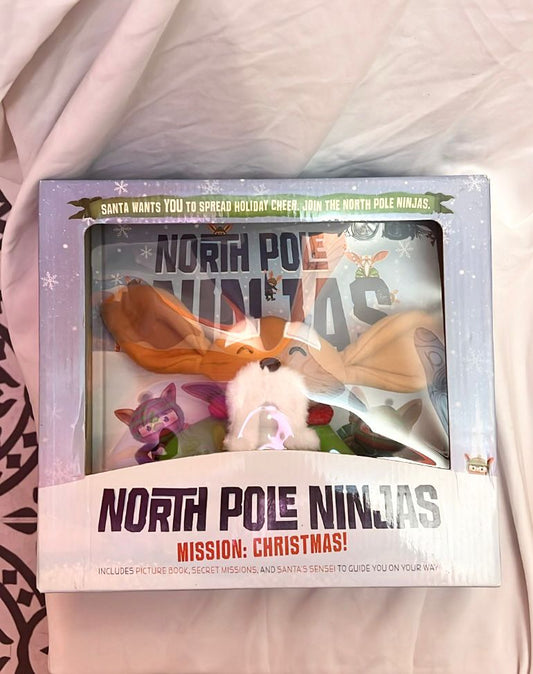 SANTA WANTS YOU TO SPREAD HOLIDAY CHEER. JOIN THE NORTH POLE NINJAS.
NORTH POLE
NINJAS
NORTH POLE NINJAS
MISSION: CHRISTMAS!
INCLUDES PICTURE BOOK, SECRET MISSIONS, AND SANTA'S SENSEI TO GUIDE YOU ON YOUR WAY